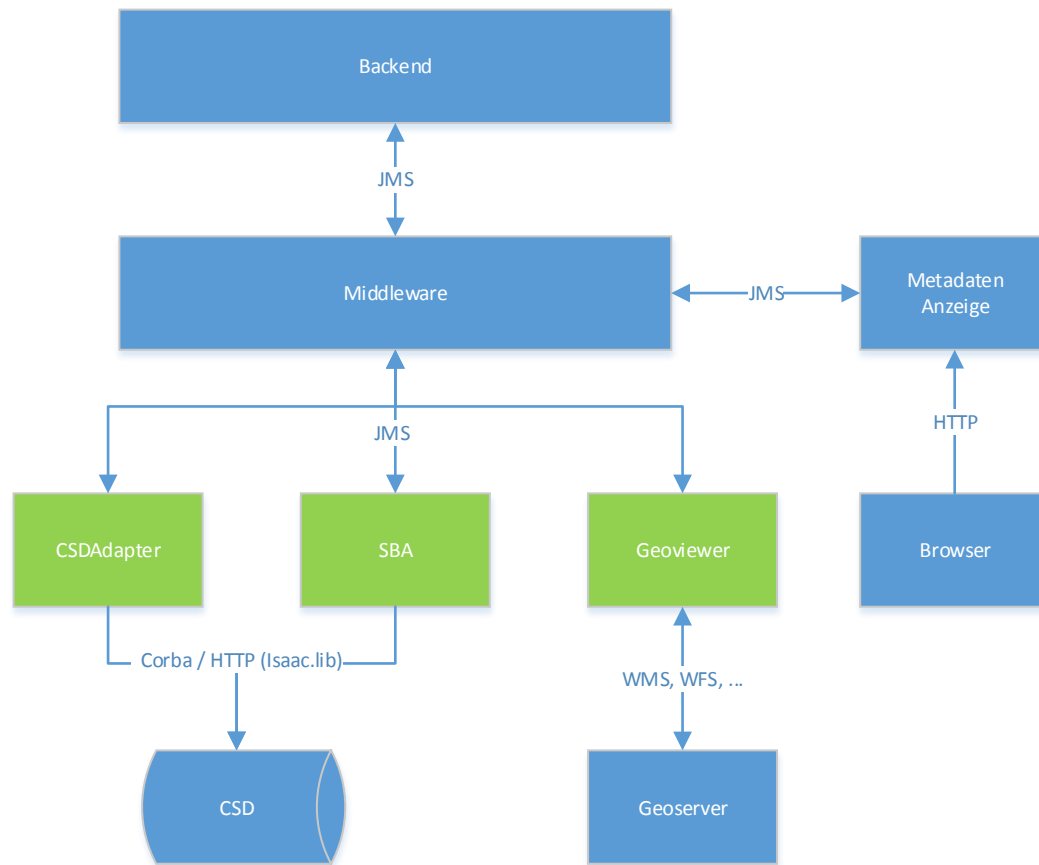 Backend
JMS
Middleware
JMS
Metadaten
Anzeige
JMS
HTTP
CSDAdapter
SBA
Geoviewer
Browser
Corba / HTTP (Isaac.lib)
WMS, WFS, ...
CSD
Geoserver